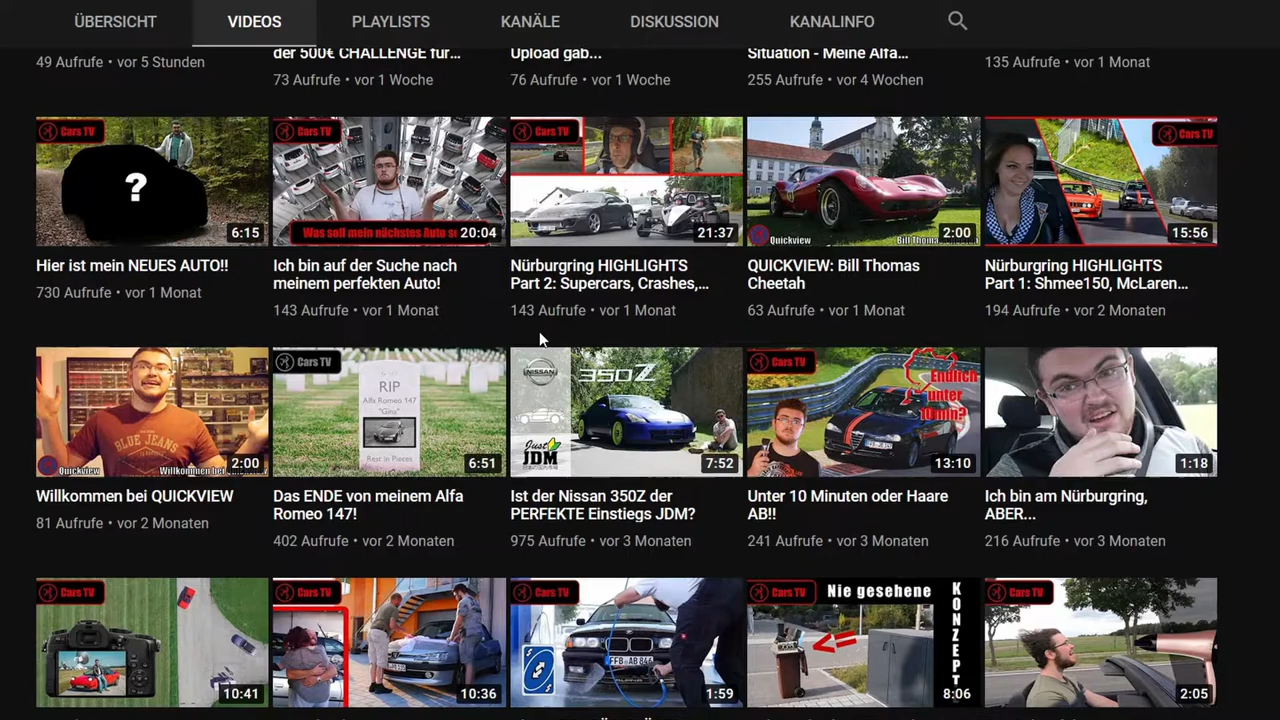 ÜBERSICHT VIDEOS PLAYLISTS KANÄLE DISKUSSION KANALINFO
49 Aufrufe • vor 5 Stunden
der 500€ CHALLENGE für...
73 Aufrufe • vor 1 Woche
Upload gab...
76 Aufrufe • vor 1 Woche
Situation - Meine Alfa...
255 Aufrufe • vor 4 Wochen
135 Aufrufe • vor 1 Monat
Cars TV
?
6:15
Hier ist mein NEUES AUTO!!
730 Aufrufe • vor 1 Monat
Cars TV
Was soll mein nächstes Auto
20:04
Ich bin auf der Suche nach
meinem perfekten Auto!
143 Aufrufe • vor 1 Monat
Cars TV
21:37
Nürburgring HIGHLIGHTS
Part 2: Supercars, Crashes,...
143 Aufrufe • vor 1 Monat
Quickview
Bill Thomas
2:00
QUICKVIEW: Bill Thomas
Cheetah
63 Aufrufe • vor 1 Monat
Cars TV
15:56
Nürburgring HIGHLIGHTS
Part 1: Shmee150, McLaren...
194 Aufrufe • vor 2 Monaten
BLUE JEANS
Quickview
Willkommen bei
2:00
Willkommen bei QUICKVIEW
81 Aufrufe • vor 2 Monaten
Cars TV
RIP
Alfa Romeo 147
"Gina"
Rest in Pieces
6:51
Das ENDE von meinem Alfa
Romeo 147!
402 Aufrufe • vor 2 Monaten
NISSAN
350Z
Just
JDM
7:52
Ist der Nissan 350Z der
PERFEKTE Einstiegs JDM?
975 Aufrufe • vor 3 Monaten
Cars TV
Endlich
unter
10 min?
13:10
Unter 10 Minuten oder Haare
AB!!
241 Aufrufe • vor 3 Monaten
1:18
Ich bin am Nürburgring,
ABER...
216 Aufrufe • vor 3 Monaten
Cars TV
10:41
Cars TV
10:36
FFB AB 846
1:59
Cars TV
Nie gesehene
KONZEPT
8:06
Cars TV
2:05